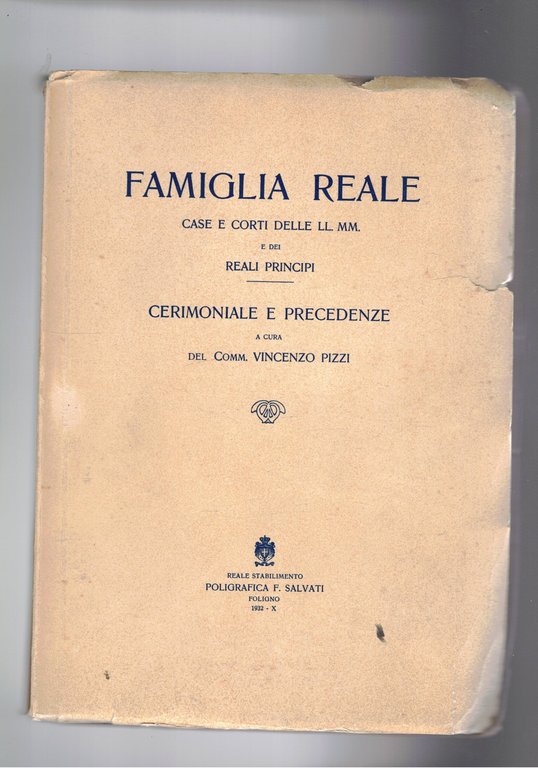 FAMIGLIA REALE
CASE E CORTI DELLE LL. MM.
E DEI
REALI PRINCIPI
CERIMONIALE E PRECEDENZE
A CURA
DEL COMM. VINCENZO PIZZI
REALE STABILIMENTO
POLIGRAFICA F. SALVATI
FOLIGNO
1932 - X